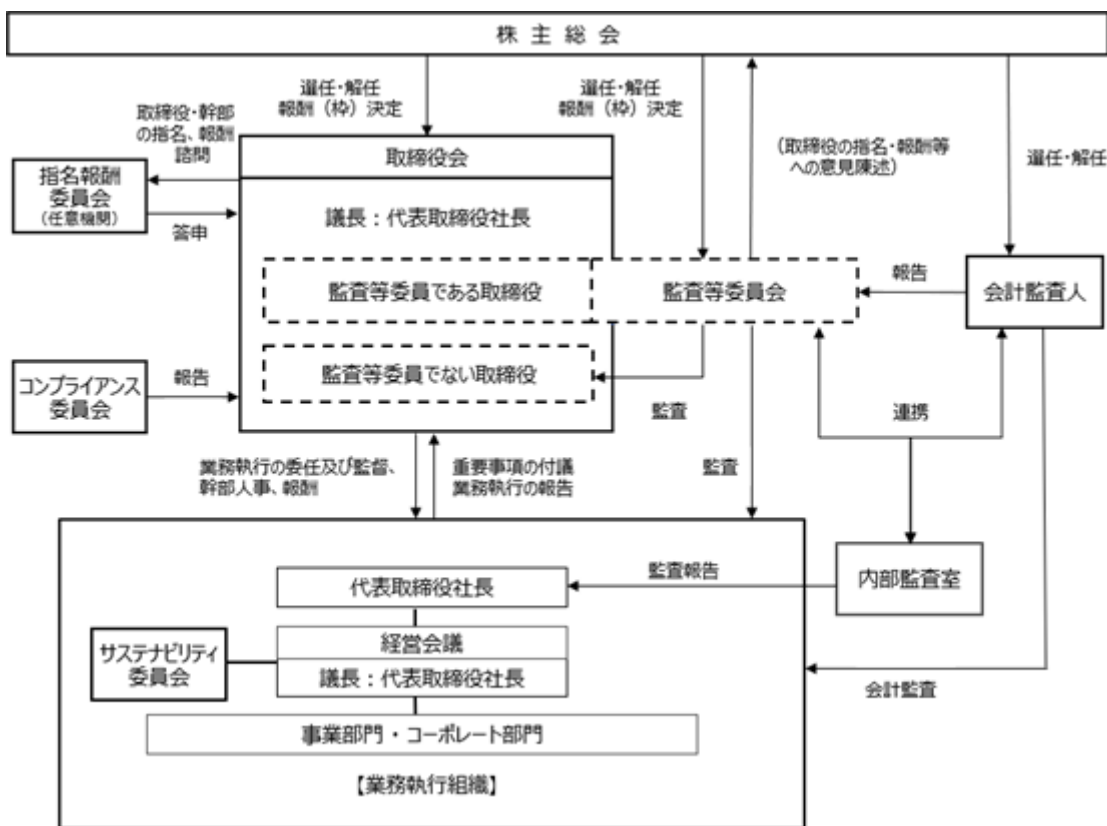 株主総会
選任・解任
報酬（枠）決定
選任・解任
報酬（枠）決定
取締役・幹部
の指名、報酬
諮問
（取締役の指名・報酬等
への意見陳述）
選任・解任
取締役会
指名報酬
委員会
（任意機関）
答申
議長：代表取締役社長
監査等委員である取締役
監査等委員会
報告
会計監査人
監査等委員でない取締役
コンプライアンス
委員会
報告
監査
連携
業務執行の委任及び監督、
幹部人事、報酬
重要事項の付議
業務執行の報告
監査
内部監査室
監査報告
代表取締役社長
経営会議
議長：代表取締役社長
サステナビリティ
委員会
会計監査
事業部門・コーポレート部門
【業務執行組織】